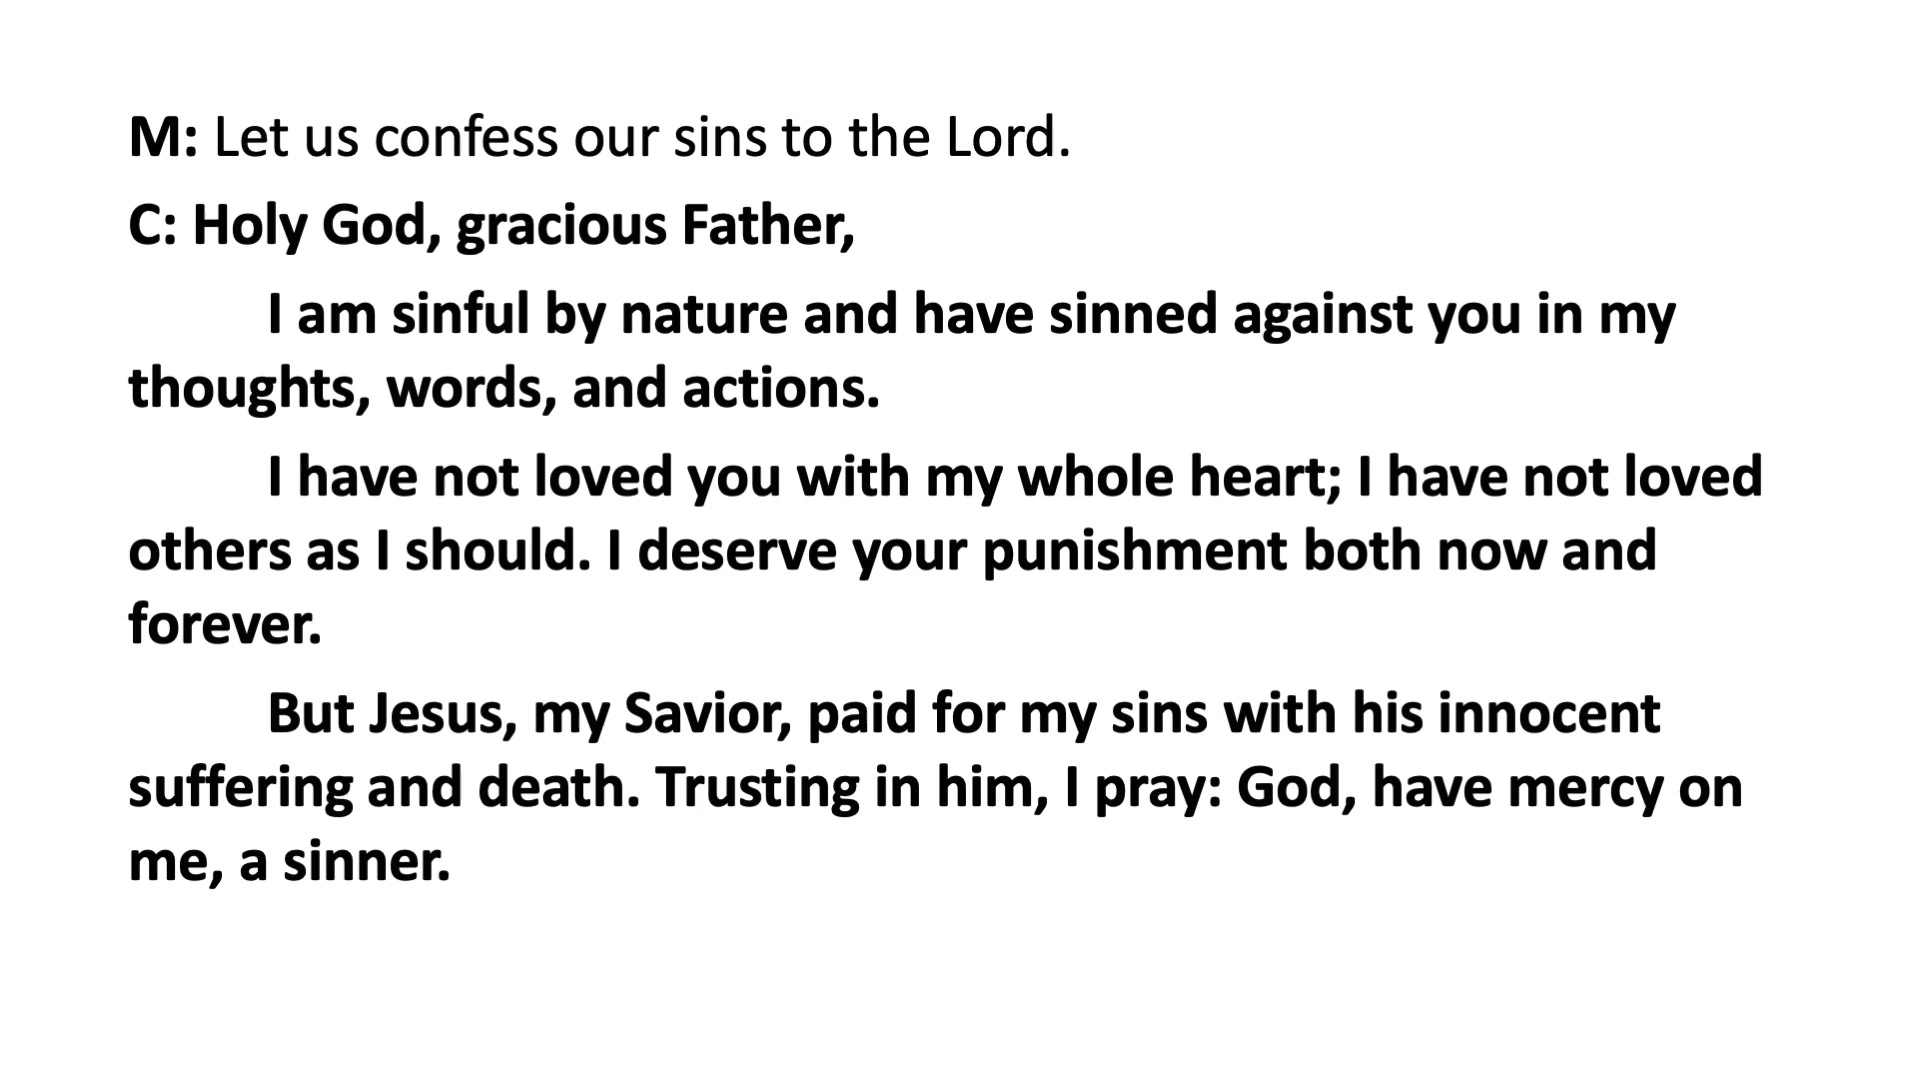 M: Let us confess our sins to the Lord.
C: Holy God, gracious Father,
I am sinful by nature and have sinned against you in my
thoughts, words, and actions.
I have not loved you with my whole heart; I have not loved
others as I should. I deserve your punishment both now and
forever.
But Jesus, my Savior, paid for my sins with his innocent
suffering and death. Trusting in him, I pray: God, have mercy on
me, a sinner.